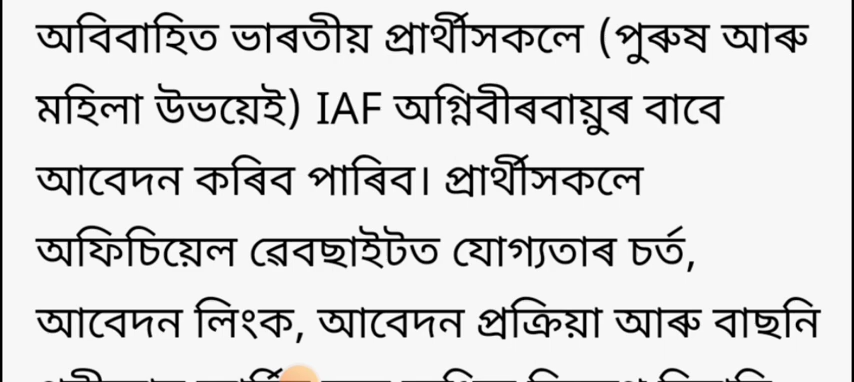 অবিবাহিত ভাৰতীয় প্ৰাৰ্থীসকলে (পুৰুষ আৰু
মহিলা উভয়েই) IAF অগ্নিবীৰবায়ুৰ বাবে
আবেদন কৰিব পাৰিব। প্ৰাৰ্থীসকলে
অফিচিয়েল ৱেবছাইটত যোগ্যতাৰ চৰ্ত,
আবেদন লিংক, আবেদন প্ৰক্ৰিয়া আৰু বাছনি